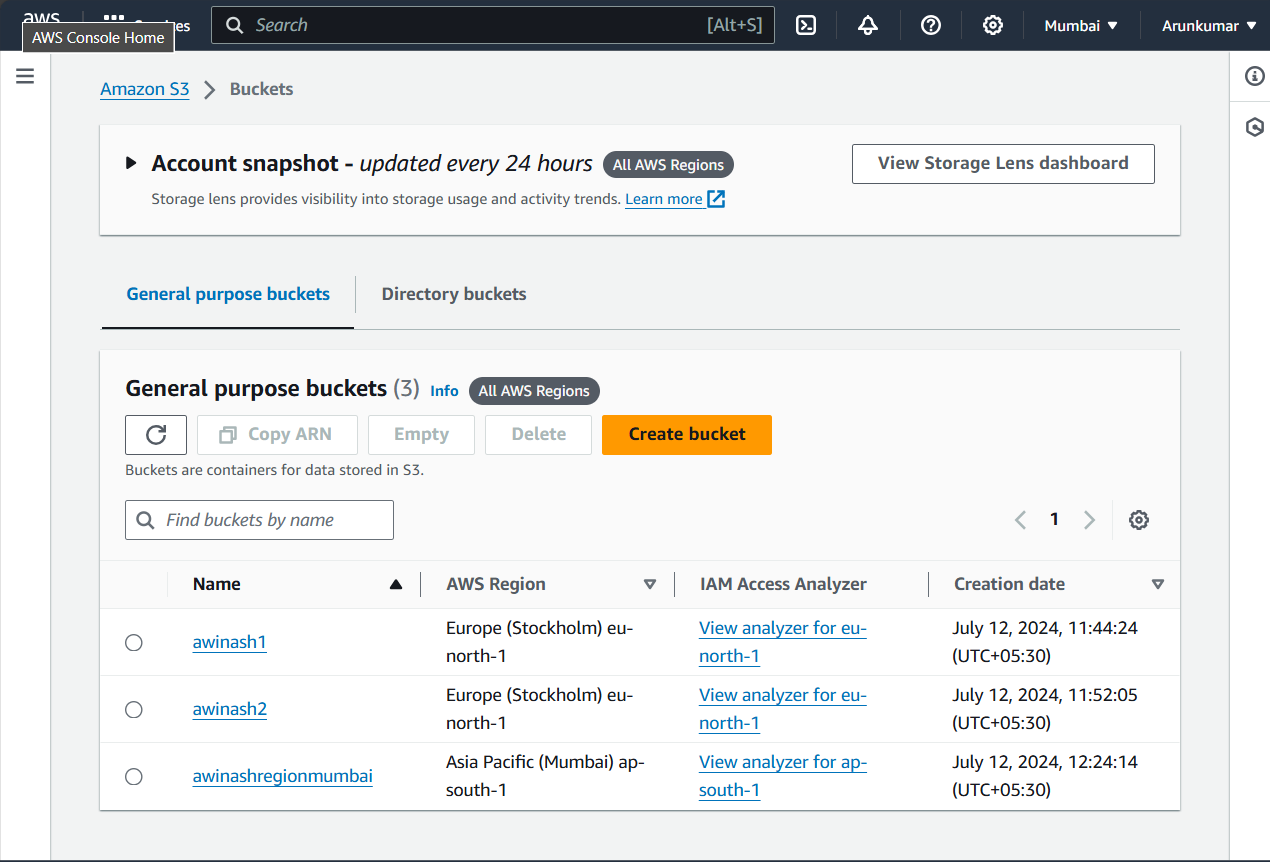 aws
AWS Console Home
Search
[Alt+S]
Mumbai
Arunkumar
Amazon S3
Buckets
Account snapshot - updated every 24 hours
All AWS Regions
View Storage Lens dashboard
Storage lens provides visibility into storage usage and activity trends. Learn more
General purpose buckets
Directory buckets
General purpose buckets (3) Info
All AWS Regions
Copy ARN
Empty
Delete
Create bucket
Buckets are containers for data stored in S3.
Find buckets by name
1
Name
AWS Region
IAM Access Analyzer
Creation date
awinash1
Europe (Stockholm) eu-
north-1
View analyzer for eu-
north-1
July 12, 2024, 11:44:24
(UTC+05:30)
awinash2
Europe (Stockholm) eu-
north-1
View analyzer for eu-
north-1
July 12, 2024, 11:52:05
(UTC+05:30)
awinashregionmumbai
Asia Pacific (Mumbai) ap-
south-1
View analyzer for ap-
south-1
July 12, 2024, 12:24:14
(UTC+05:30)